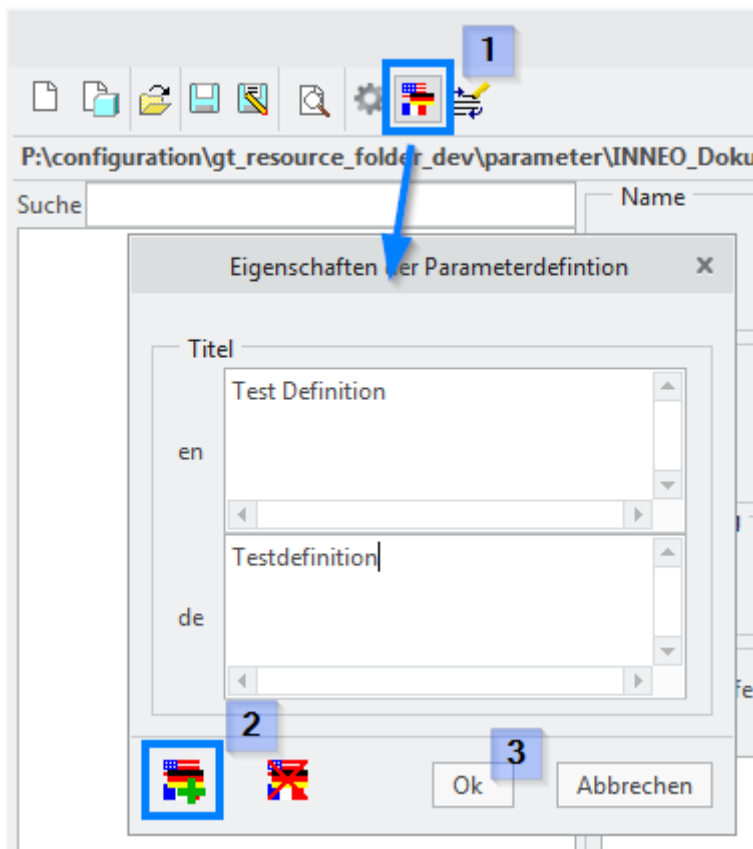 1
P:\configuration\gt_resource_folder_dev\parameter\INNEO_Doku
Suche
Name
Eigenschaften der Parameterdefintion
Titel
Test Definition
en
Testdefinition
de
2
3
Ok
Abbrechen